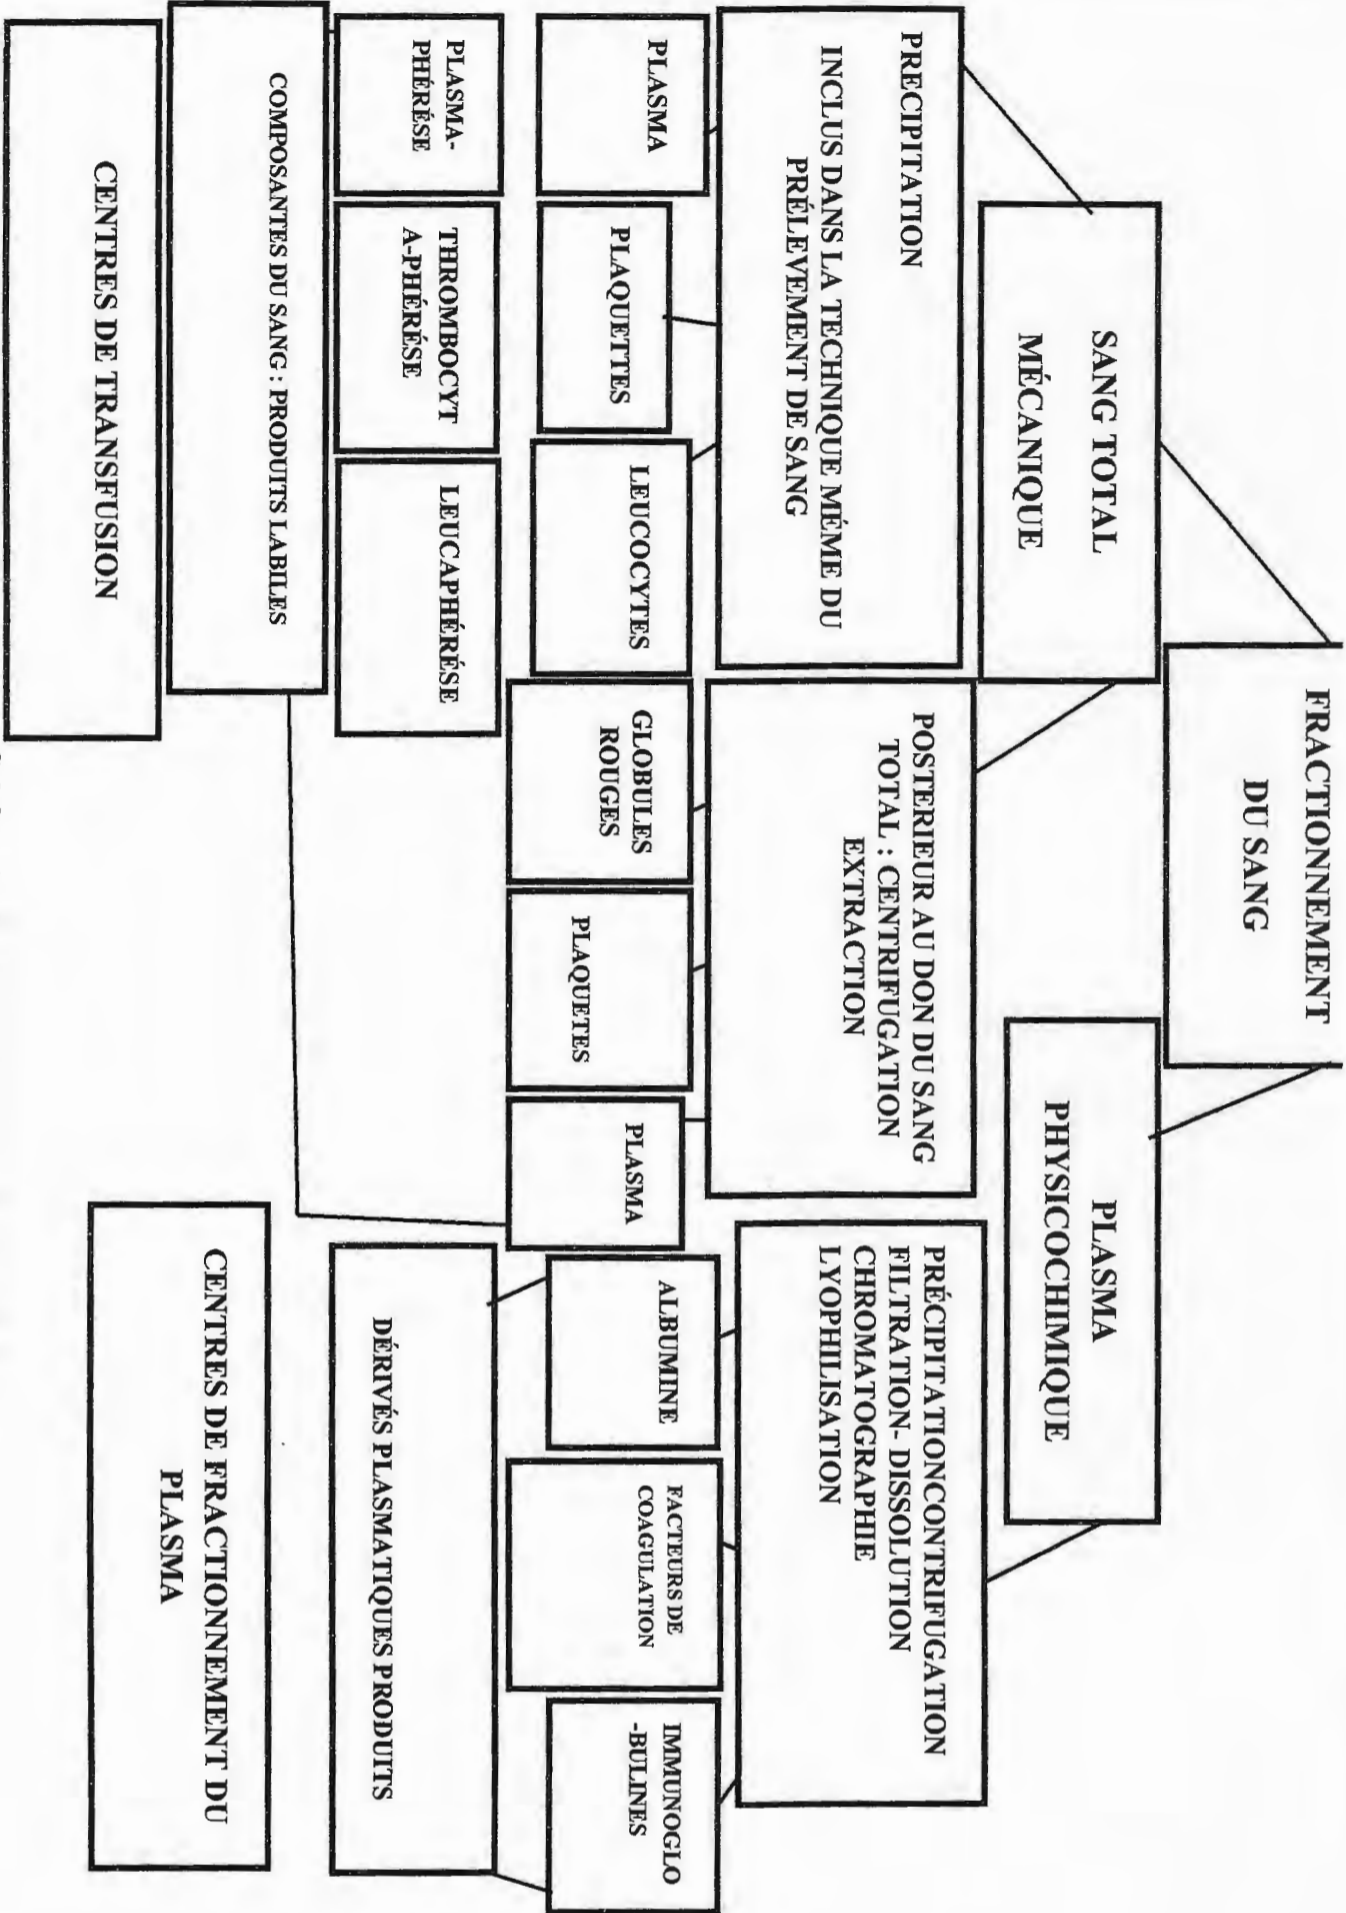 FRACTIONNEMENT
DU SANG
SANG TOTAL
MÉCANIQUE
PLASMA
PHYSICOCHIMIQUE
PRECIPITATION
INCLUS DANS LA TECHNIQUE MÉME DU
PRÉLEVEMENT DE SANG
POSTERIEUR AU DON DU SANG
TOTAL : CENTRIFUGATION
EXTRACTION
PRÉCIPITATIONCONTRIFUGATION
FILTRATION- DISSOLUTION
CHROMATOGRAPHIE
LYOPHILISATION
PLASMA
PLAQUETTES
LEUCOCYTES
GLOBULES
ROUGES
PLAQUETES
PLASMA
ALBUMINE
FACTEURS DE
COAGULATION
IMMUNOGLO
-BULINES
PLASMA-
PHÉRÉSE
THROMBOCYT
A-PHÉRÉSE
LEUCAPHÉRÉSE
COMPOSANTES DU SANG : PRODUITS LABILES
DÉRIVÉS PLASMATIQUES PRODUITS
CENTRES DE TRANSFUSION
CENTRES DE FRACTIONNEMENT DU
PLASMA